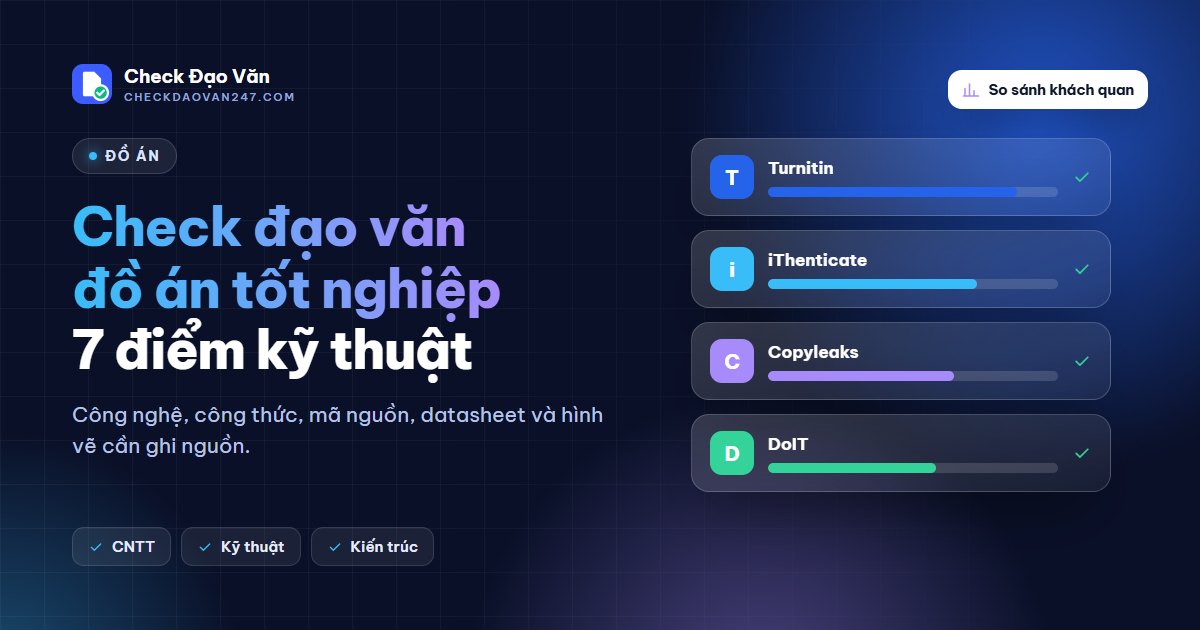 Check Đạo Văn
CHECKDAOVAN247.COM
So sánh khách quan
ĐỒ ÁN
Check đạo văn
đồ án tốt nghiệp
7 điểm kỹ thuật
Công nghệ, công thức, mã nguồn, datasheet và hình
vẽ cần ghi nguồn.
CNTT
Kỹ thuật
Kiến trúc
T
Turnitin
i
iThenticate
C
Copyleaks
D
DoIT